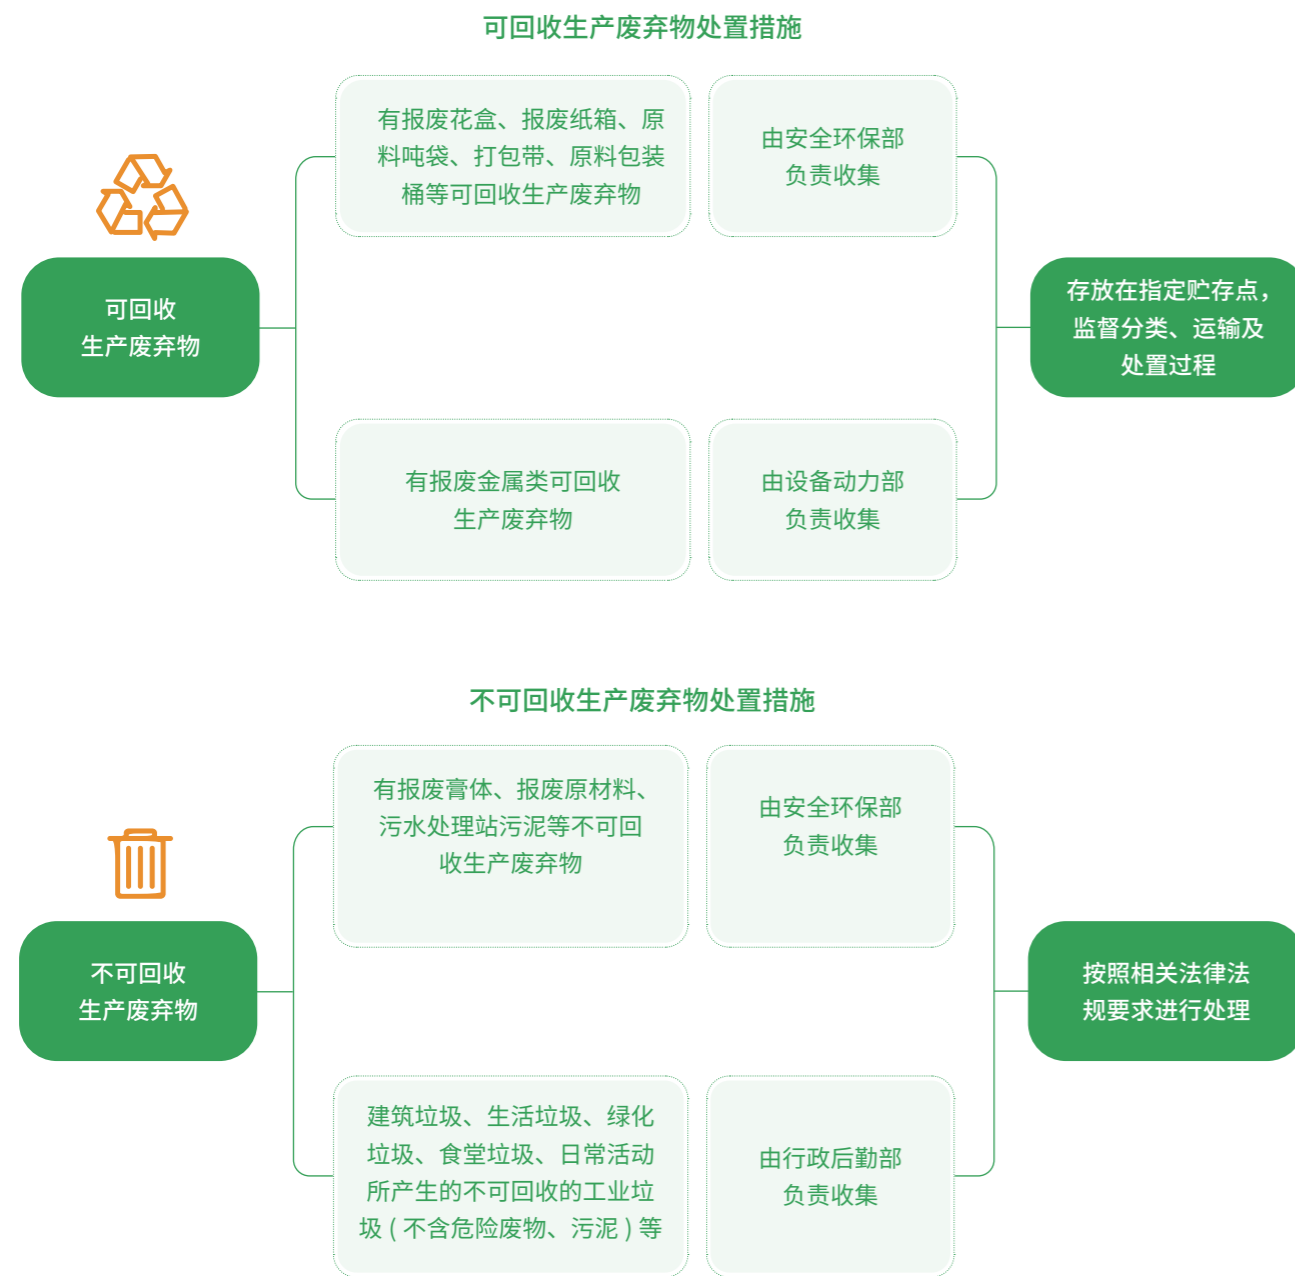 可回收生产废弃物处置措施
有报废花盒、报废纸箱、原
料吨袋、打包带、原料包装
桶等可回收生产废弃物
由安全环保部
负责收集
可回收
生产废弃物
存放在指定贮存点，
监督分类、运输及
处置过程
有报废金属类可回收
生产废弃物
由设备动力部
负责收集
不可回收生产废弃物处置措施
有报废膏体、报废原材料、
污水处理站污泥等不可回
收生产废弃物
由安全环保部
负责收集
不可回收
生产废弃物
按照相关法律法
规要求进行处理
建筑垃圾、生活垃圾、绿化
垃圾、食堂垃圾、日常活动
所产生的不可回收的工业垃
圾 ( 不含危险废物、污泥 ) 等
由行政后勤部
负责收集